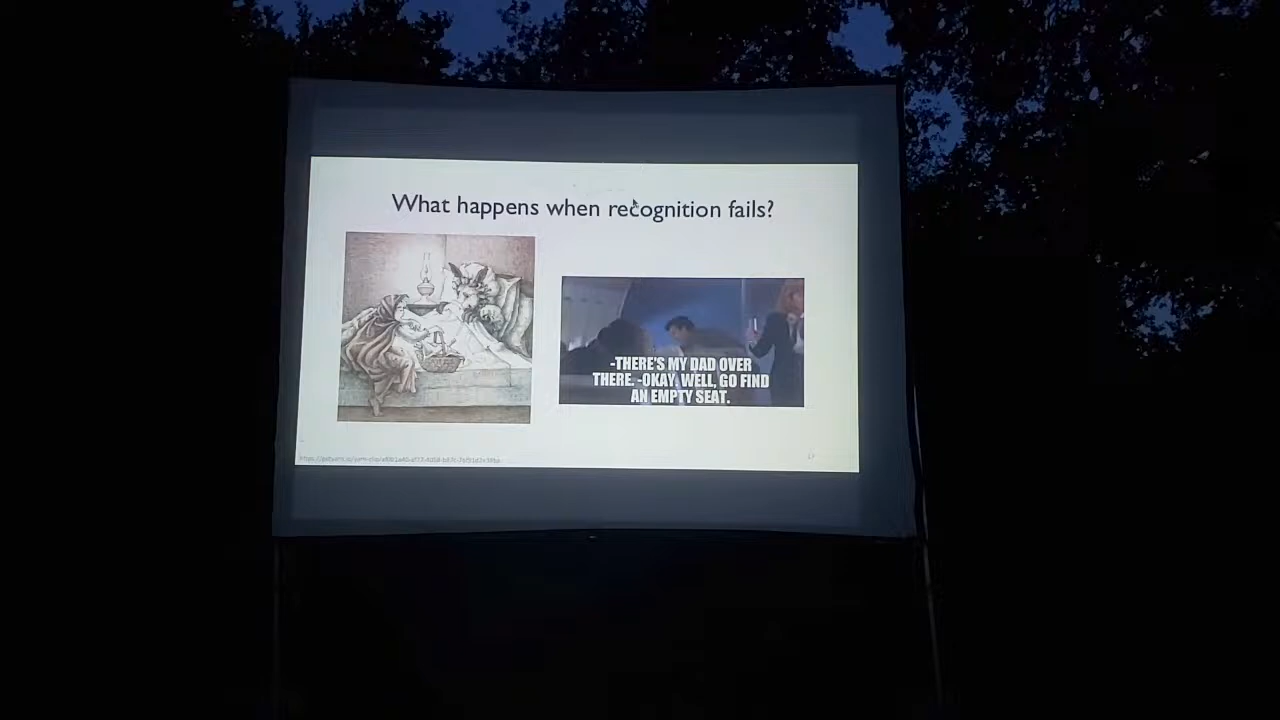 What happens when recognition fails?
-THERE'S MY DAD OVER
THERE. -OKAY. WELL, GO FIND
AN EMPTY SEAT.